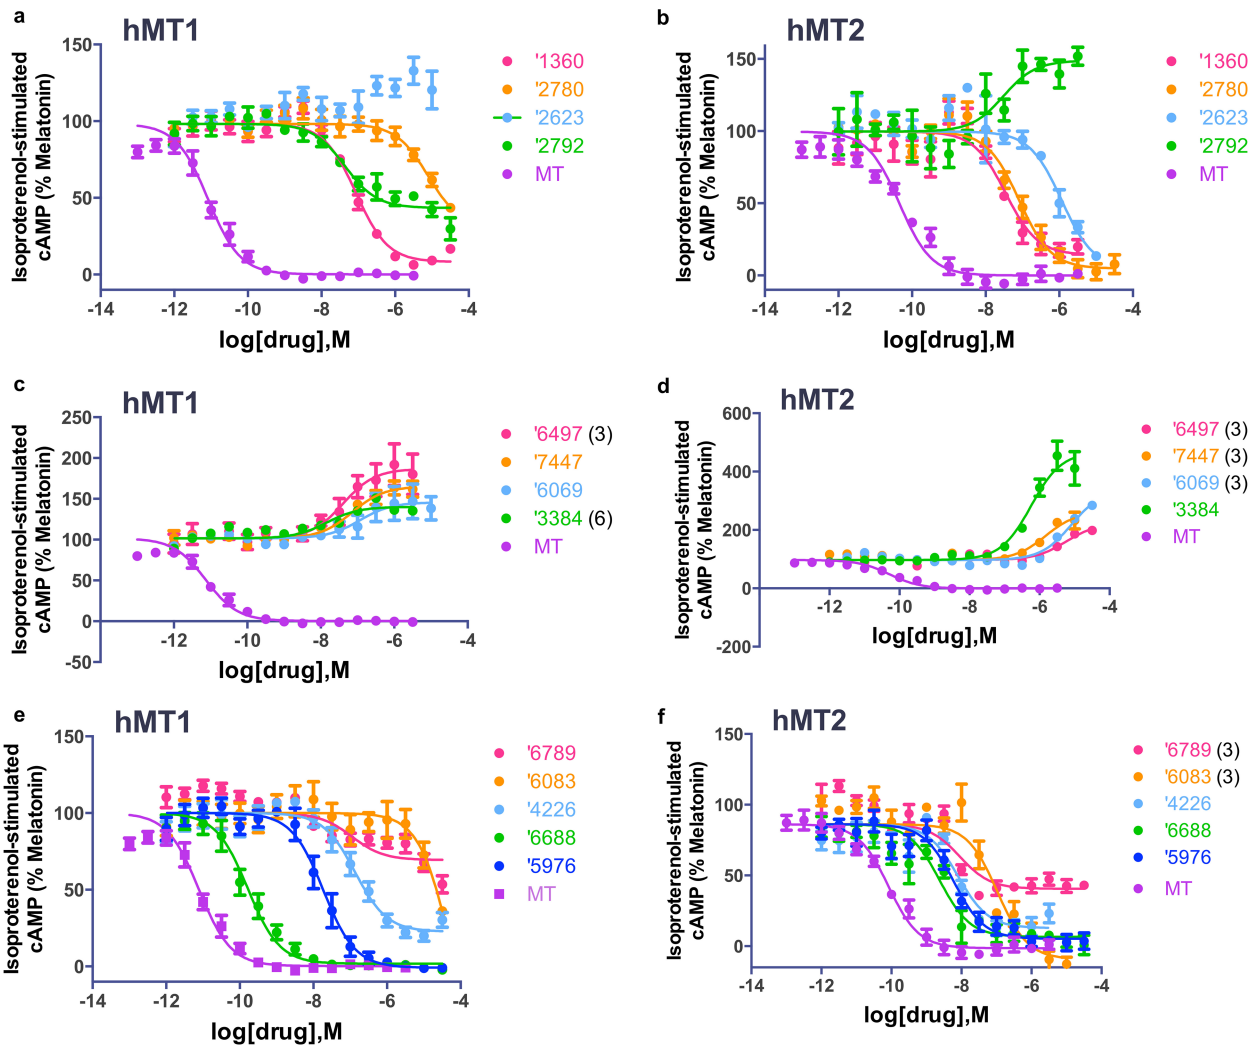 a
hMT1
Isoproterenol-stimulated
cAMP (% Melatonin)
150
100
50
0
-14
-12
-10
-8
-6
-4
log[drug],M
'1360
'2780
'2623
'2792
MT
b
hMT2
Isoproterenol-stimulated
cAMP (% Melatonin)
150
100
50
0
-14
-12
-10
-8
-6
-4
log[drug],M
'1360
'2780
'2623
'2792
MT
c
hMT1
Isoproterenol-stimulated
cAMP (% Melatonin)
250
200
150
100
50
0
-50
-12
-10
-8
-6
-4
log[drug],M
'6497 (3)
'7447
'6069
'3384 (6)
MT
d
hMT2
Isoproterenol-stimulated
cAMP (% Melatonin)
600
400
200
0
-200
-12
-10
-8
-6
-4
log[drug],M
'6497 (3)
'7447 (3)
'6069 (3)
'3384
MT
e
hMT1
Isoproterenol-stimulated
cAMP (% Melatonin)
150
100
50
0
-14
-12
-10
-8
-6
-4
log[drug],M
'6789
'6083
'4226
'6688
'5976
MT
f
hMT2
Isoproterenol-stimulated
cAMP (% Melatonin)
150
100
50
0
-14
-12
-10
-8
-6
-4
log[drug],M
'6789 (3)
'6083 (3)
'4226
'6688
'5976
MT